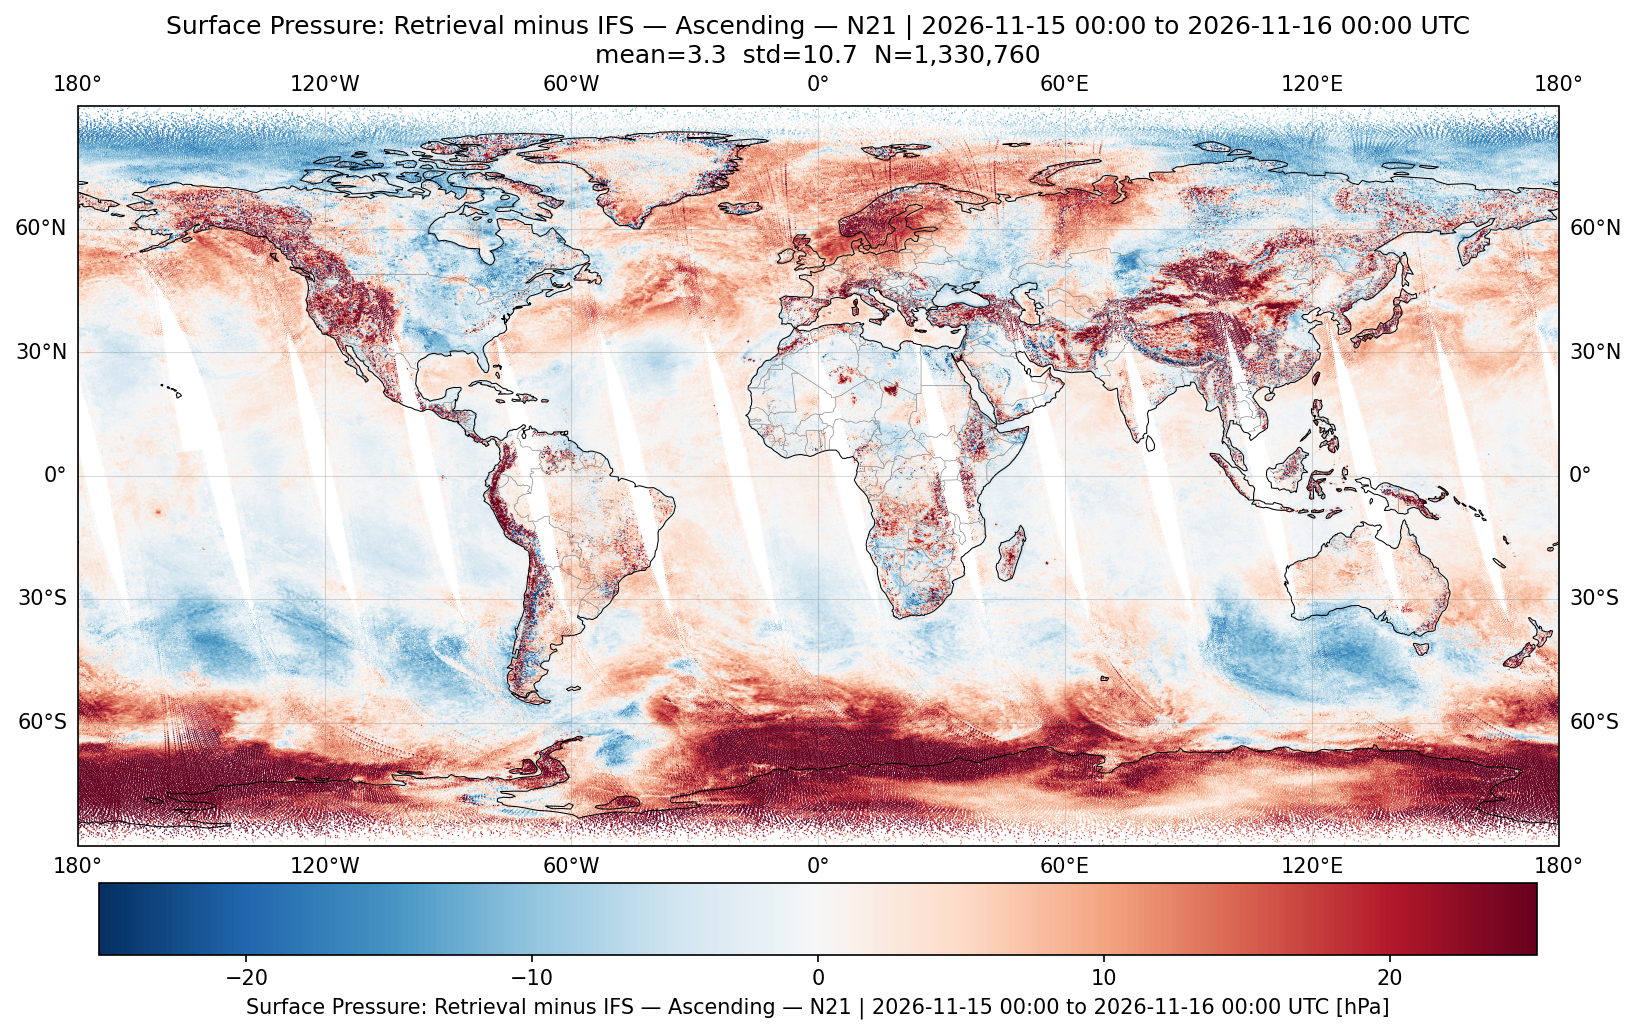 Surface Pressure: Retrieval minus IFS — Ascending — N21 | 2026-11-15 00:00 to 2026-11-16 00:00 UTC
mean=3.3  std=10.7  N=1,330,760
180° 120°W 60°W 0° 60°E 120°E 180°
60°N 60°N
30°N 30°N
0° 0°
30°S 30°S
60°S 60°S
180° 120°W 60°W 0° 60°E 120°E 180°
−20 −10 0 10 20
Surface Pressure: Retrieval minus IFS — Ascending — N21 | 2026-11-15 00:00 to 2026-11-16 00:00 UTC [hPa]